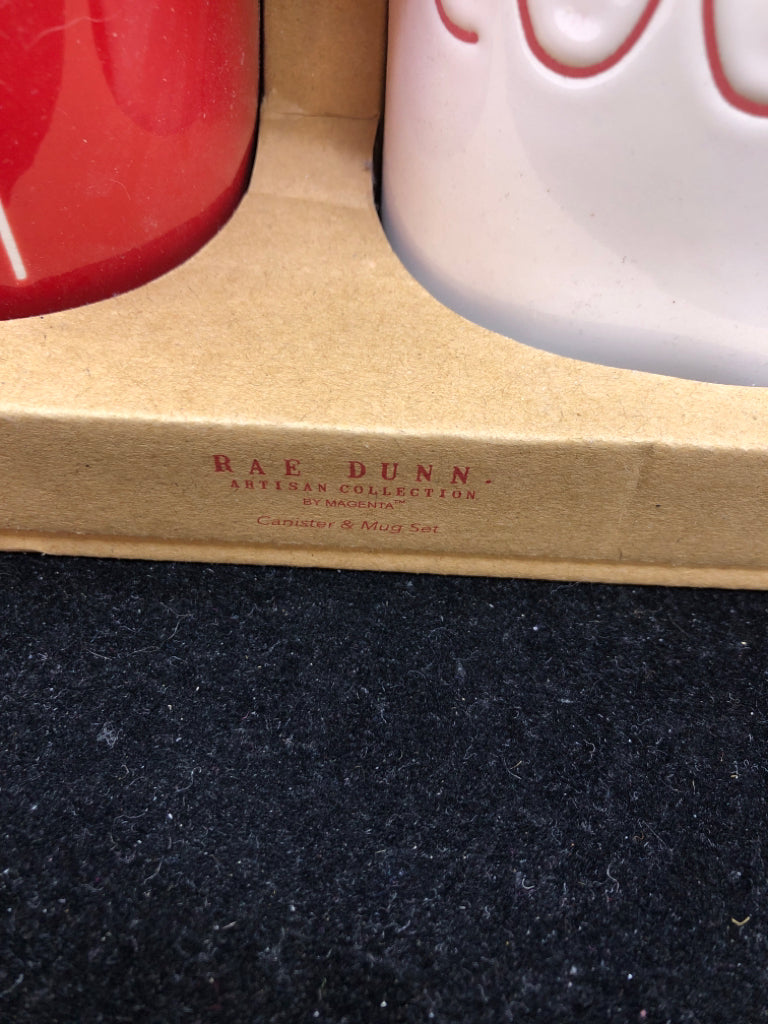 RAE DUNN.
ARTISAN COLLECTION
BY MAGENTA™
Canister & Mug Set